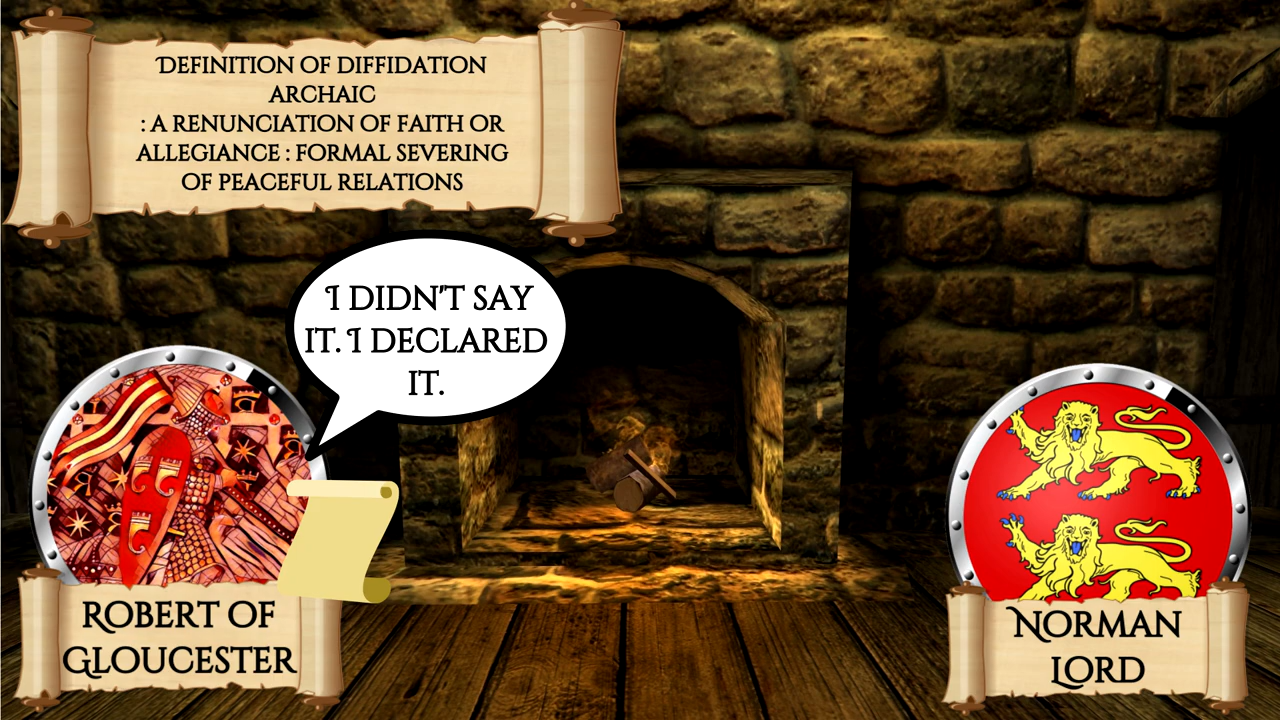 DEFINITION OF DIFFIDATION
ARCHAIC
: A RENUNCIATION OF FAITH OR
ALLEGIANCE : FORMAL SEVERING
OF PEACEFUL RELATIONS
I DIDN'T SAY
IT. I DECLARED
IT.
ROBERT OF
GLOUCESTER
NORMAN
LORD